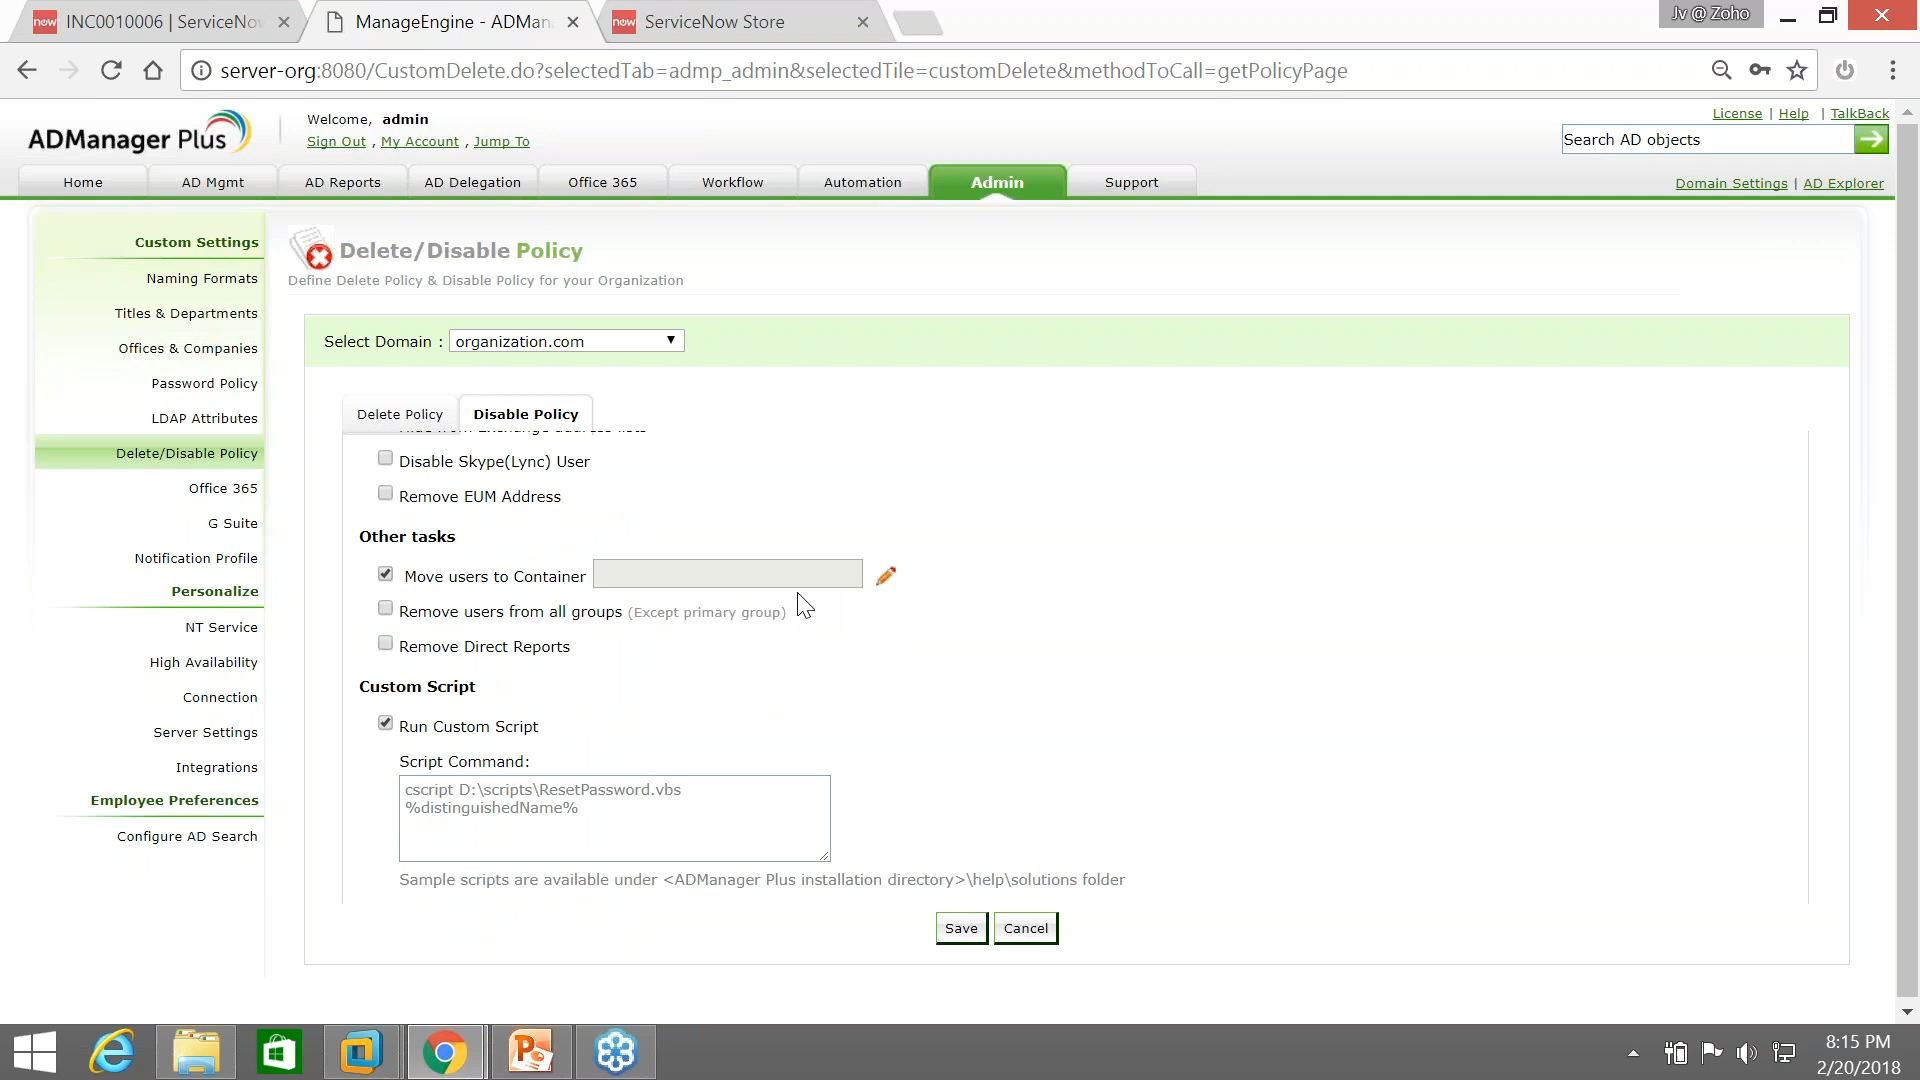 now INC0010006 | ServiceNow
ManageEngine - ADMan
now ServiceNow Store
Jv @ Zoho
server-org:8080/CustomDelete.do?selectedTab=admp_admin&selectedTile=customDelete&methodToCall=getPolicyPage
ADManager Plus
Welcome, admin
Sign Out , My Account , Jump To
License | Help | TalkBack
Search AD objects
Home
AD Mgmt
AD Reports
AD Delegation
Office 365
Workflow
Automation
Admin
Support
Domain Settings | AD Explorer
Custom Settings
Naming Formats
Titles & Departments
Offices & Companies
Password Policy
LDAP Attributes
Delete/Disable Policy
Office 365
G Suite
Notification Profile
Personalize
NT Service
High Availability
Connection
Server Settings
Integrations
Employee Preferences
Configure AD Search
Delete/Disable Policy
Define Delete Policy & Disable Policy for your Organization
Select Domain : organization.com
Delete Policy
Disable Policy
Disable Skype(Lync) User
Remove EUM Address
Other tasks
Move users to Container
Remove users from all groups (Except primary group)
Remove Direct Reports
Custom Script
Run Custom Script
Script Command:
cscript D:\scripts\ResetPassword.vbs
%distinguishedName%
Sample scripts are available under <ADManager Plus installation directory>\help\solutions folder
Save
Cancel
8:15 PM
2/20/2018